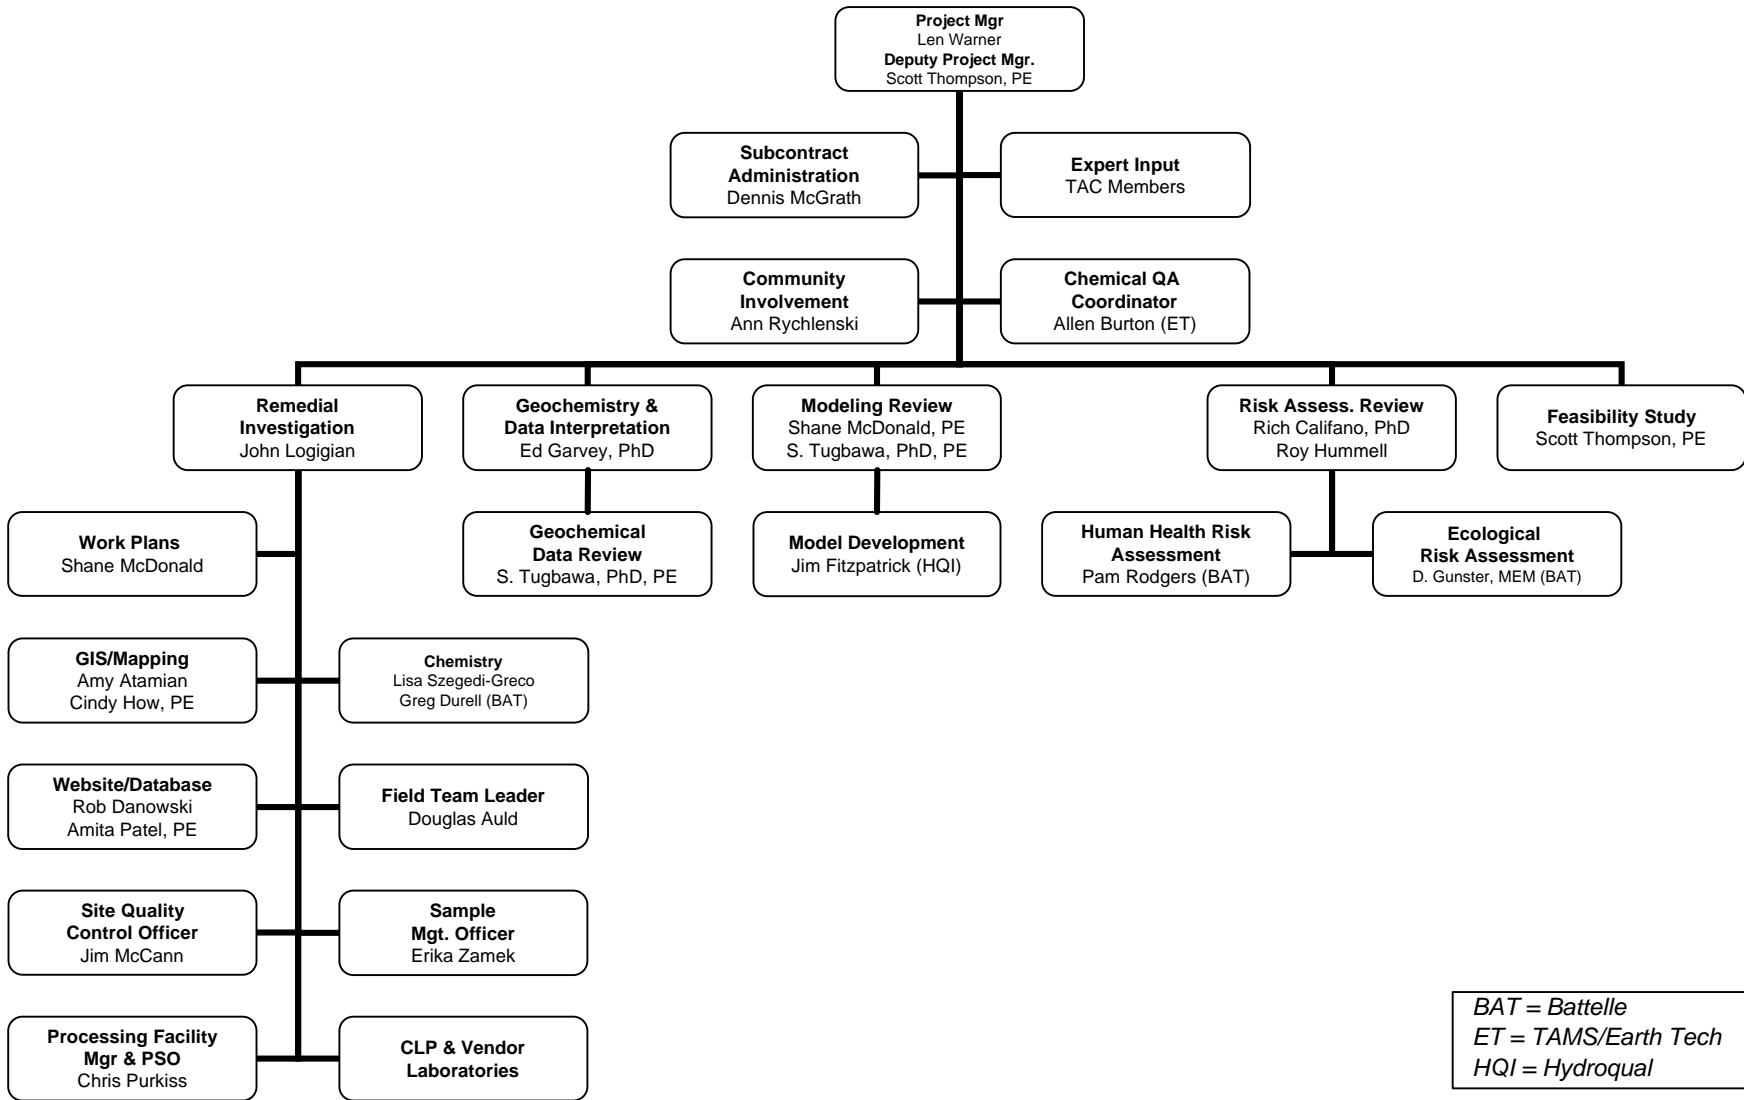 Project Mgr
Len Warner
Deputy Project Mgr.
Scott Thompson, PE
Subcontract
Administration
Dennis McGrath
Expert Input
TAC Members
Community
Involvement
Ann Rychlenski
Chemical QA
Coordinator
Allen Burton (ET)
Remedial
Investigation
John Logigian
Geochemistry &
Data Interpretation
Ed Garvey, PhD
Modeling Review
Shane McDonald, PE
S. Tugbawa, PhD, PE
Risk Assess. Review
Rich Califano, PhD
Roy Hummell
Feasibility Study
Scott Thompson, PE
Work Plans
Shane McDonald
Geochemical
Data Review
S. Tugbawa, PhD, PE
Model Development
Jim Fitzpatrick (HQI)
Human Health Risk
Assessment
Pam Rodgers (BAT)
Ecological
Risk Assessment
D. Gunster, MEM (BAT)
GIS/Mapping
Amy Atamian
Cindy How, PE
Chemistry
Lisa Szegedi-Greco
Greg Durell (BAT)
Website/Database
Rob Danowski
Amita Patel, PE
Field Team Leader
Douglas Auld
Site Quality
Control Officer
Jim McCann
Sample
Mgt. Officer
Erika Zamek
Processing Facility
Mgr & PSO
Chris Purkiss
CLP & Vendor
Laboratories
BAT = Battelle
ET = TAMS/Earth Tech
HQI = Hydroqual